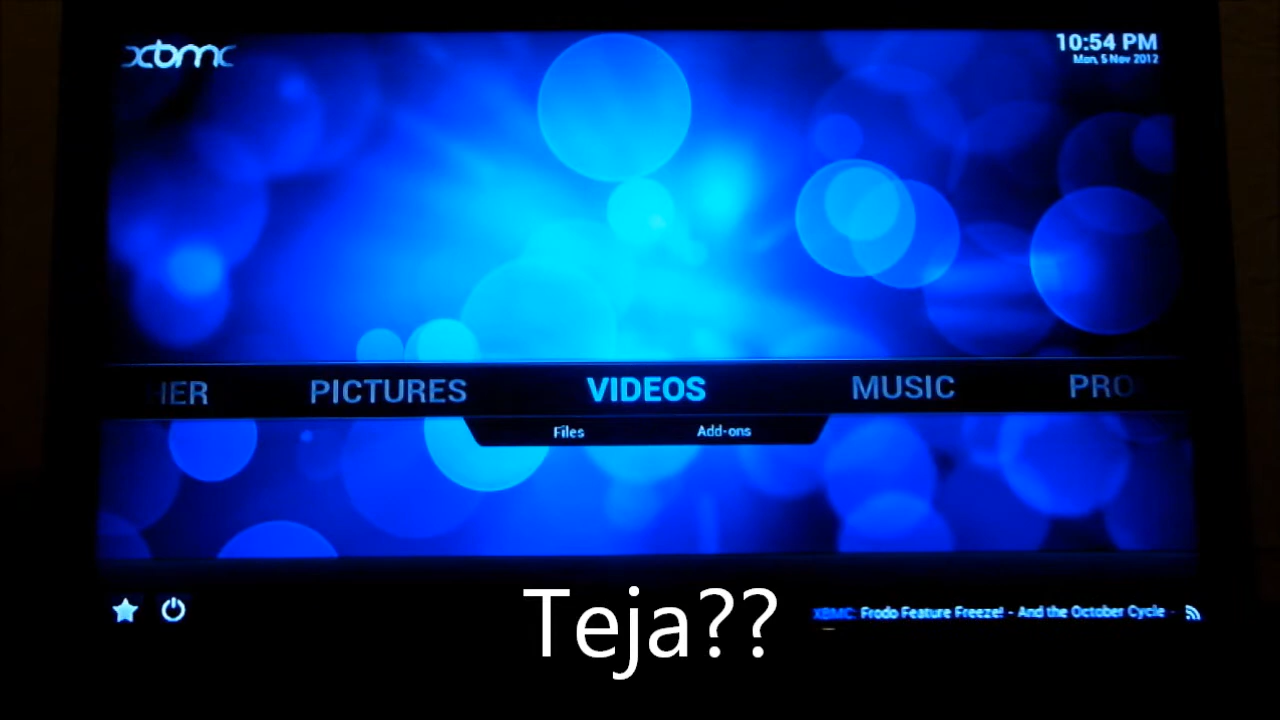 xbmc
10:54 PM
Mon, 5 Nov 2012
HER PICTURES VIDEOS MUSIC PRO
Files Add-ons
Teja??
XBMC: Frodo Feature Freeze! - And the October Cycle -